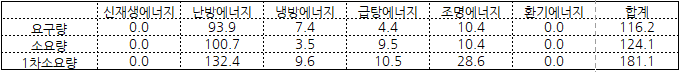 신재생에너지 난방에너지 냉방에너지 급탕에너지 조명에너지 환기에너지 합계
요구량 0.0 93.9 7.4 4.4 10.4 0.0 116.2
소요량 0.0 100.7 3.5 9.5 10.4 0.0 124.1
1차소요량 0.0 132.4 9.6 10.5 28.6 0.0 181.1